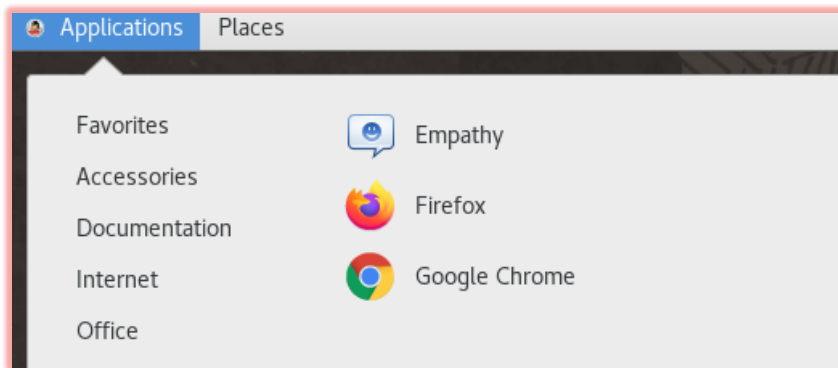 Applications Places
Favorites
Accessories
Documentation
Internet
Office
Empathy
Firefox
Google Chrome